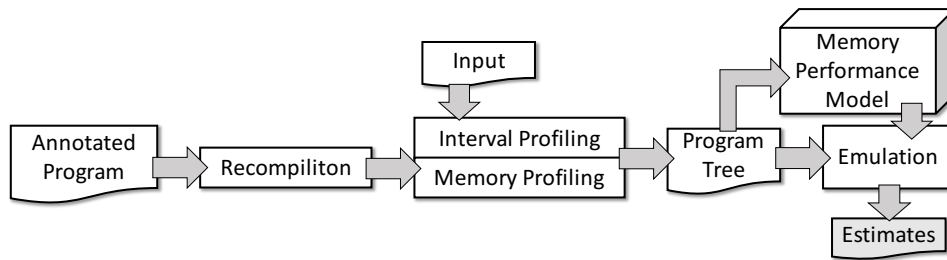 Annotated
Program
Recompiliton
Input
Interval Profiling
Memory Profiling
Program
Tree
Memory
Performance
Model
Emulation
Estimates